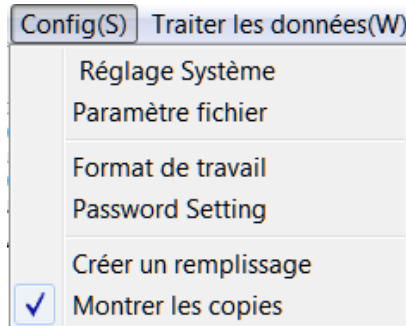 Config(S) Traiter les données(W)
Réglage Système
Paramètre fichier
Format de travail
Password Setting
Créer un remplissage
Montrer les copies